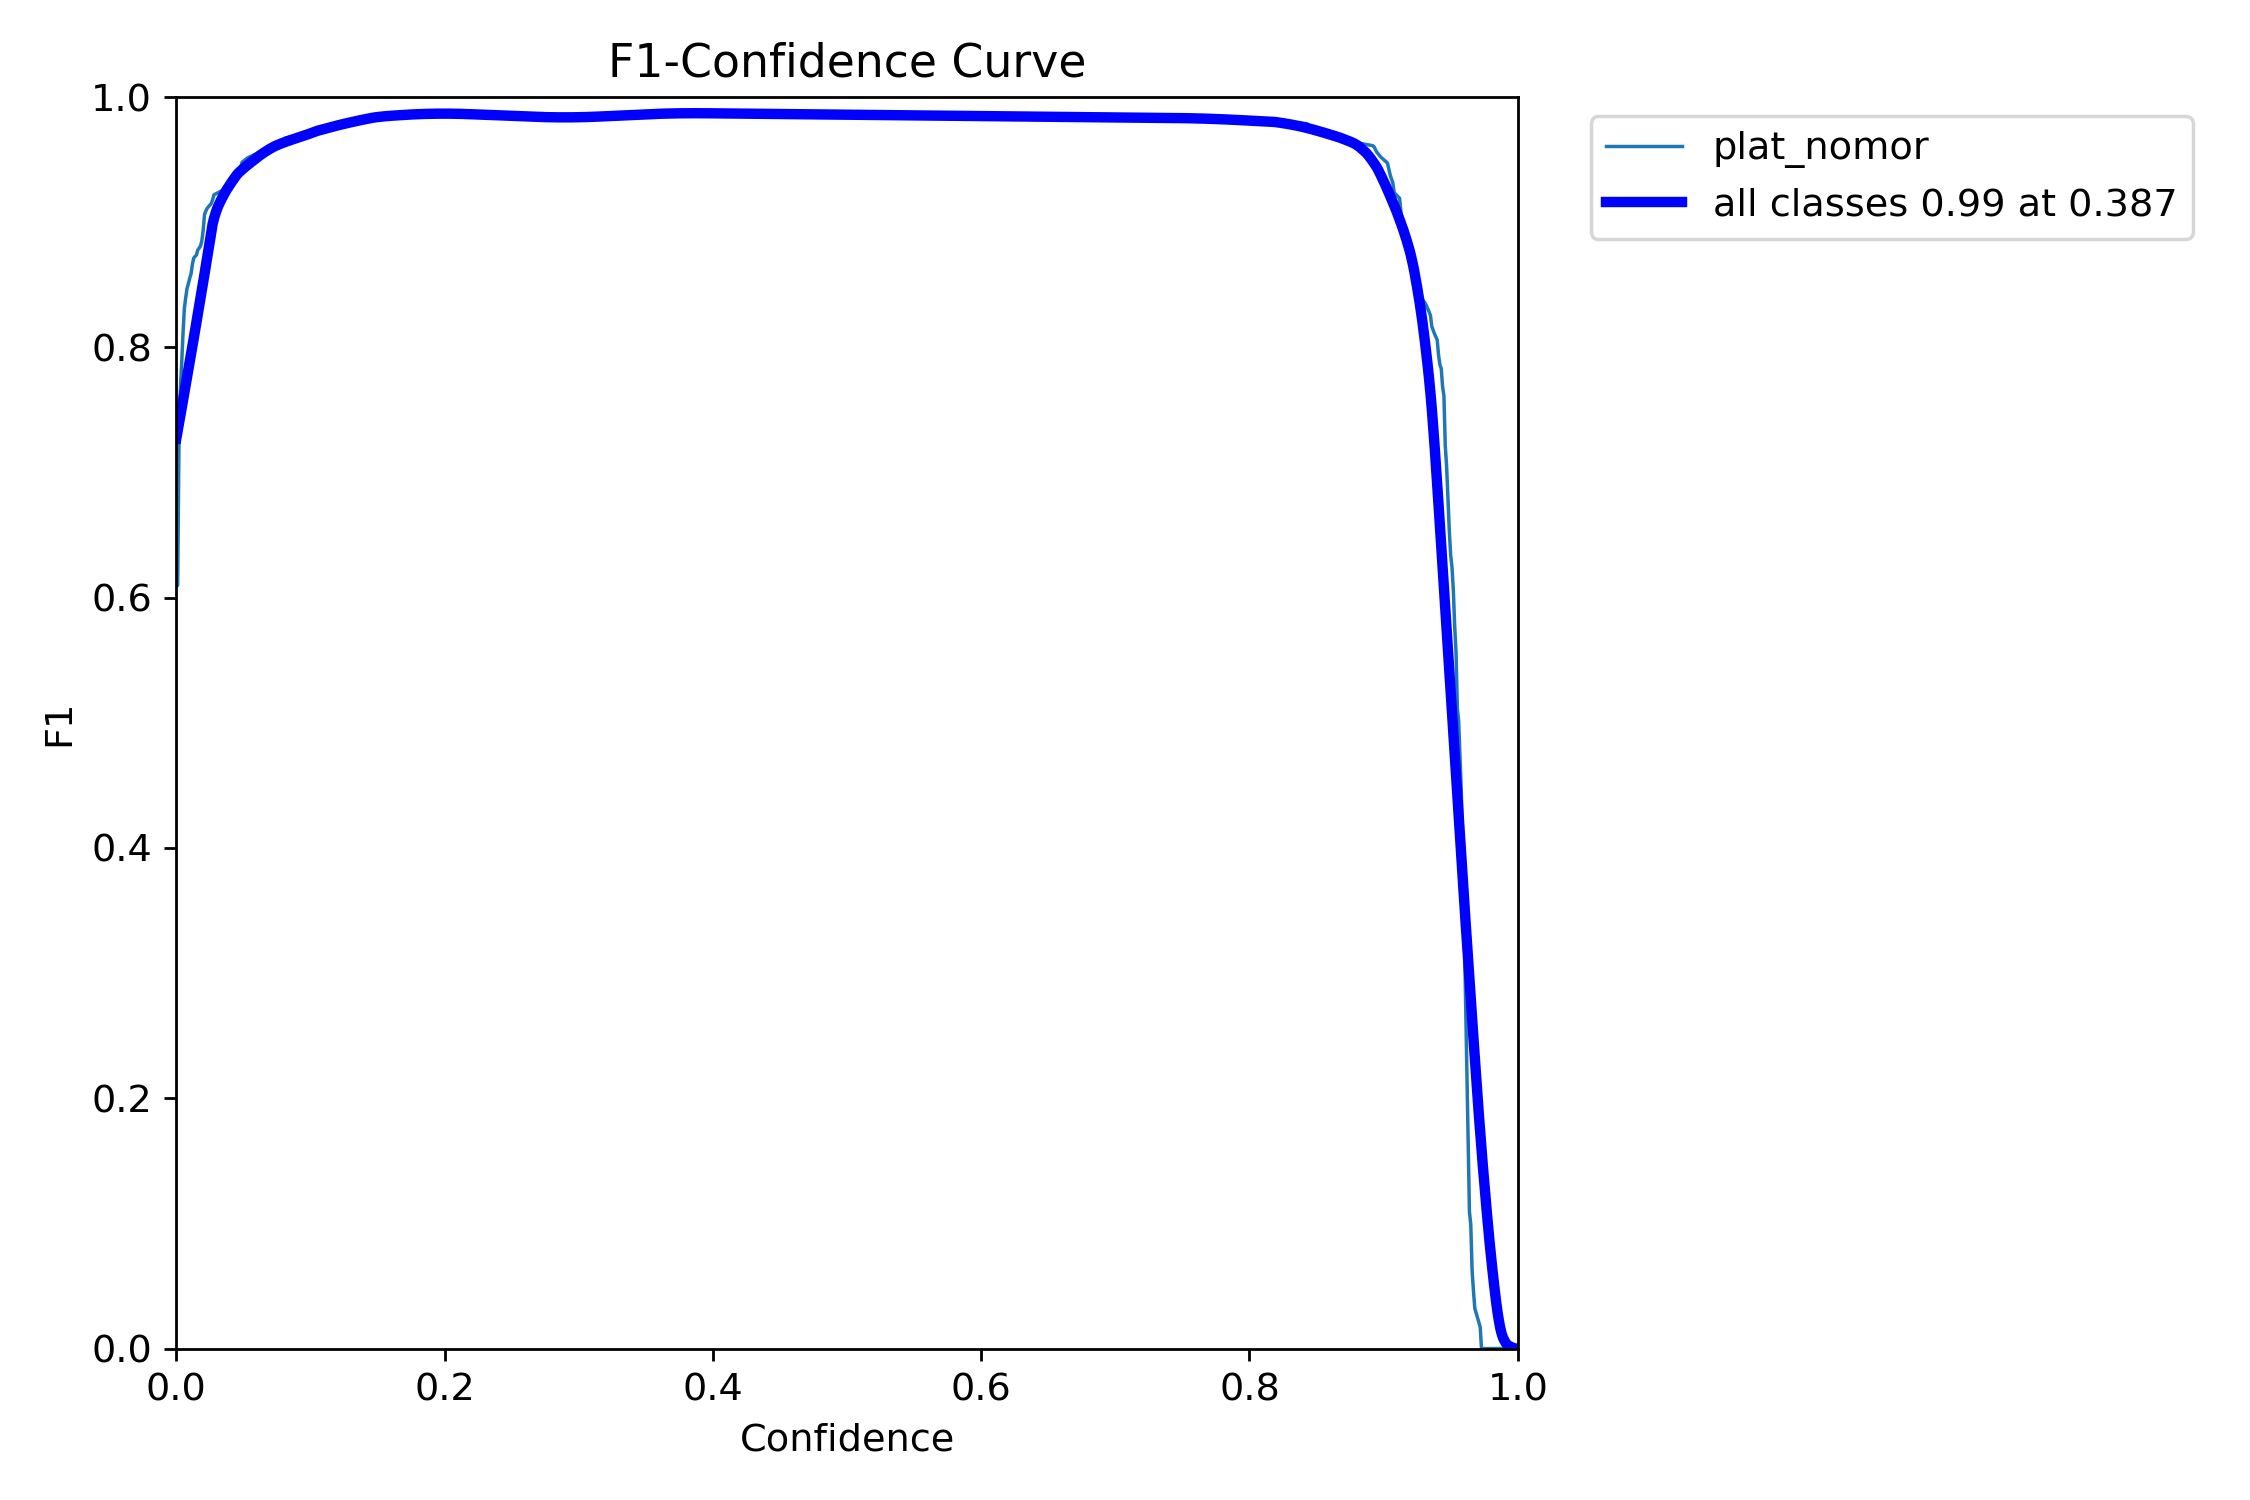 F1-Confidence Curve
1.0
0.8
0.6
0.4
0.2
0.0
F1
0.0 0.2 0.4 0.6 0.8 1.0
Confidence
plat_nomor
all classes 0.99 at 0.387